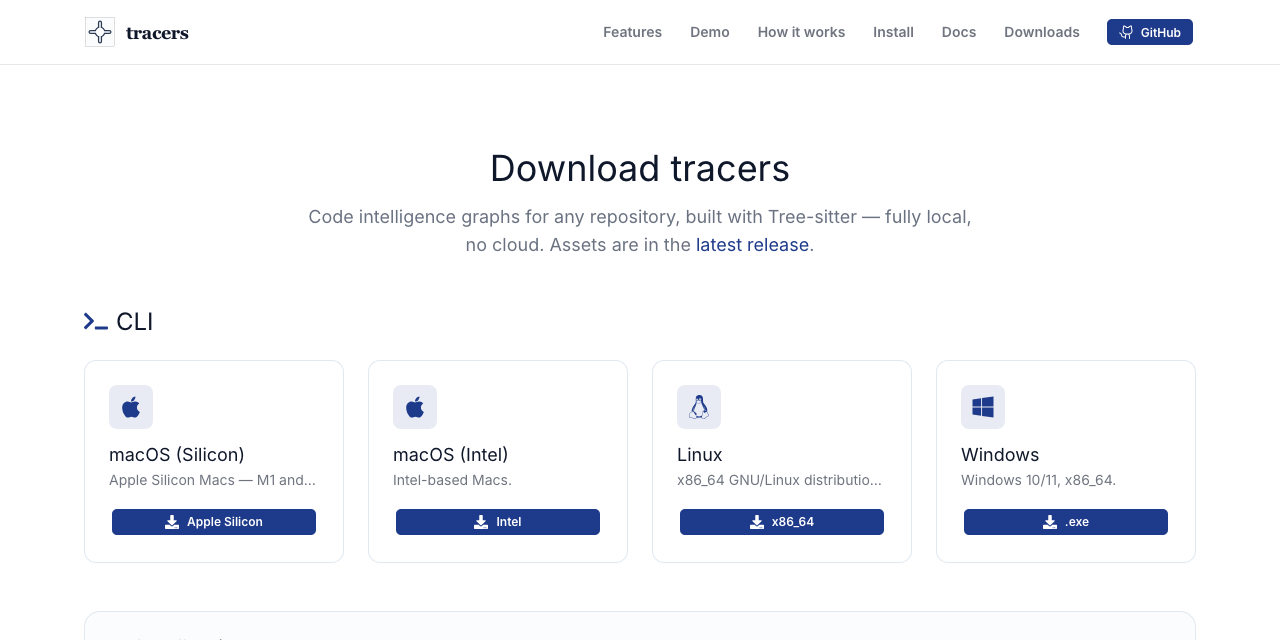 tracers
Features
Demo
How it works
Install
Docs
Downloads
GitHub
Download tracers
Code intelligence graphs for any repository, built with Tree-sitter — fully local,
no cloud. Assets are in the latest release.
CLI
macOS (Silicon)
Apple Silicon Macs — M1 and...
Apple Silicon
macOS (Intel)
Intel-based Macs.
Intel
Linux
x86_64 GNU/Linux distributio...
x86_64
Windows
Windows 10/11, x86_64.
.exe